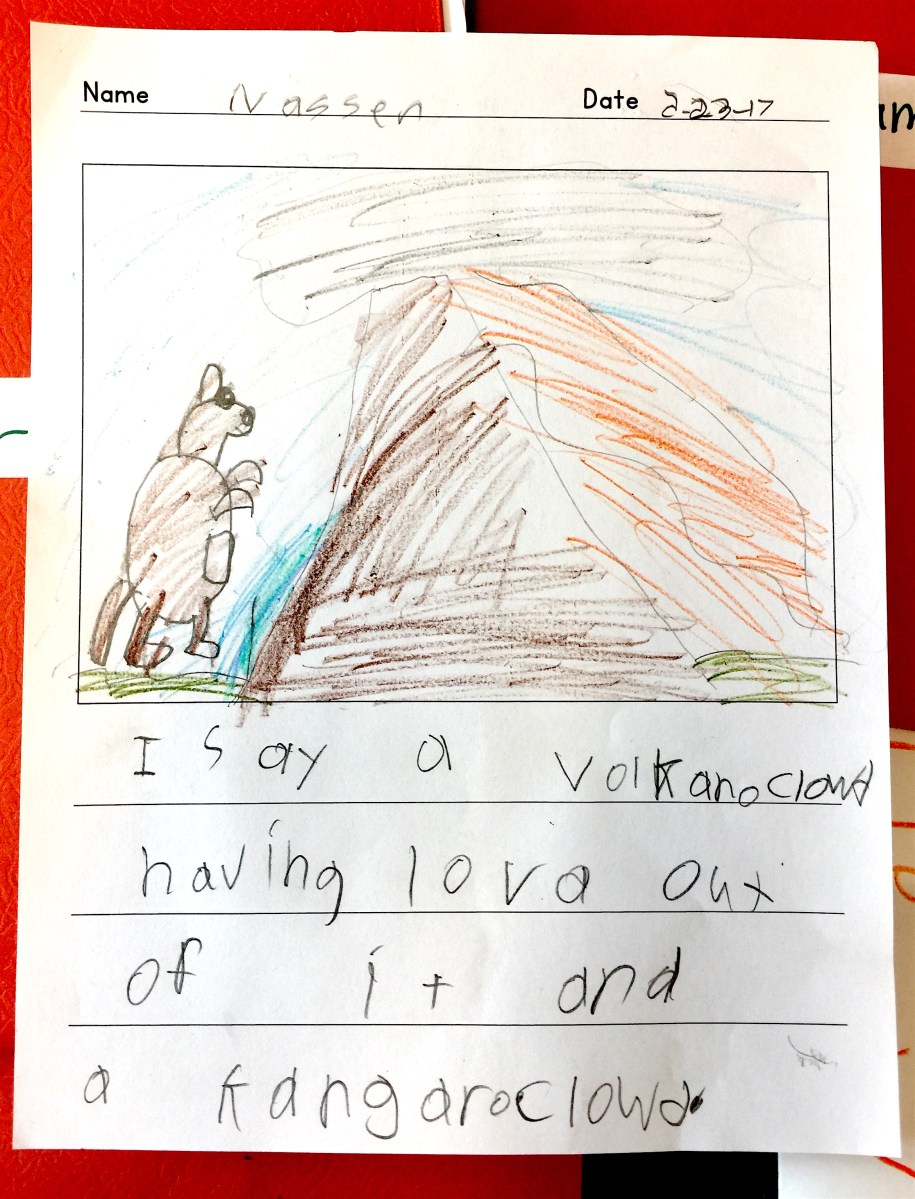 Name Nassen Date 2-23-17
I say a volkanoclowd
having lova out
of it and
a kangaroclowd.